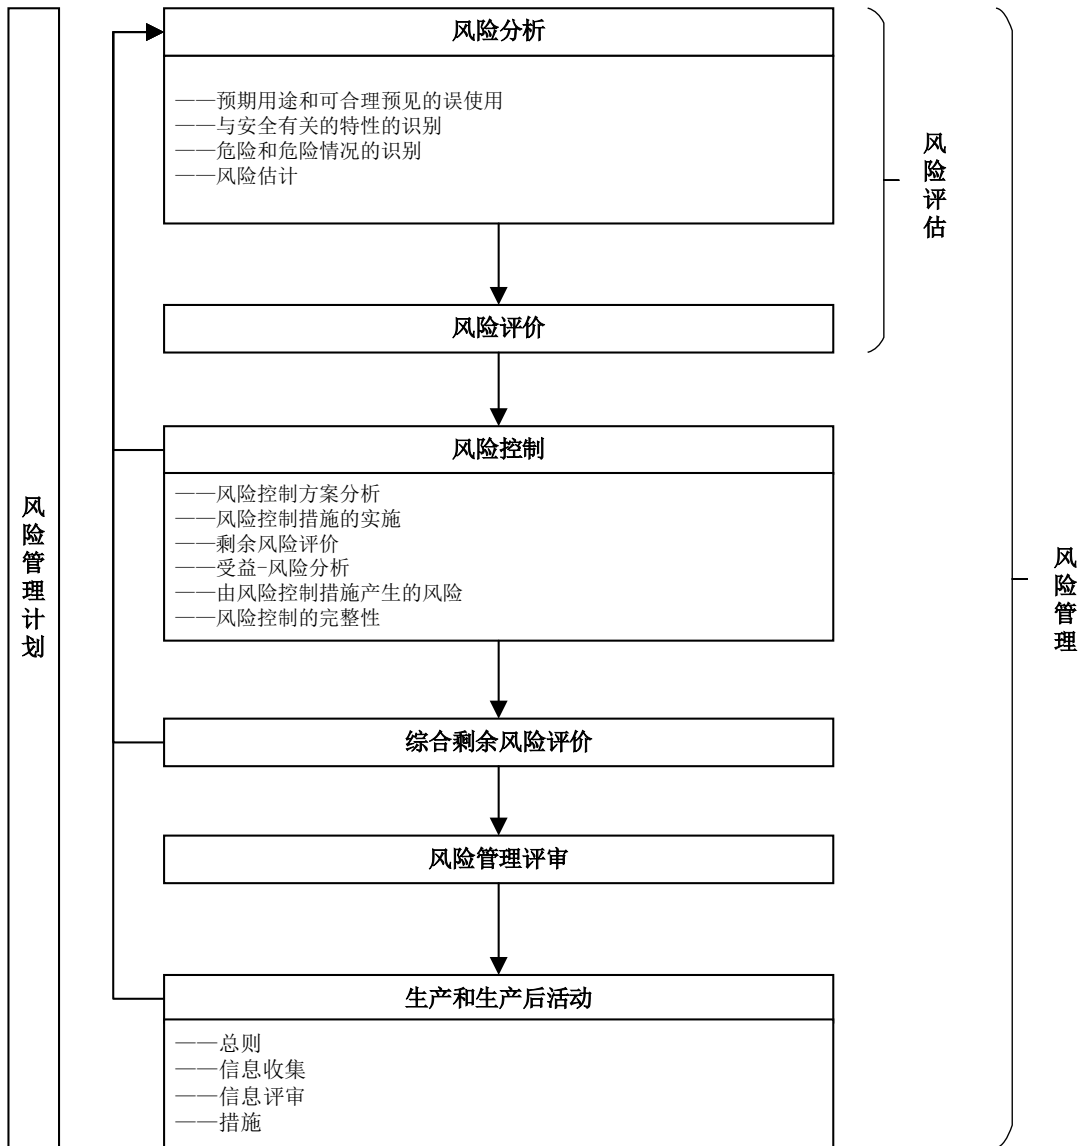 风险管理计划
风险分析
——预期用途和可合理预见的误使用
——与安全有关的特性的识别
——危险和危险情况的识别
——风险估计
风险评价
风险评估
风险控制
——风险控制方案分析
——风险控制措施的实施
——剩余风险评价
——受益-风险分析
——由风险控制措施产生的风险
——风险控制的完整性
综合剩余风险评价
风险管理评审
生产和生产后活动
——总则
——信息收集
——信息评审
——措施
风险管理